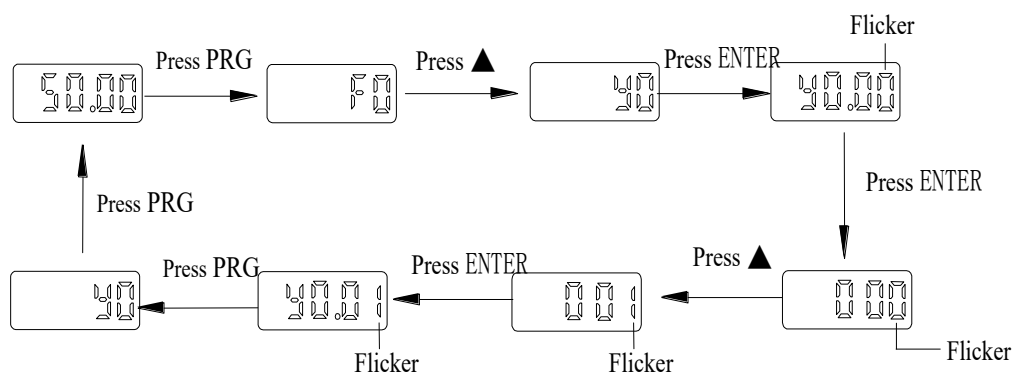 Flicker
Press PRG
Press ▲
Press ENTER
50.00
F0
y0
y0.00
Press PRG
Press ENTER
Press PRG
Press ENTER
Press ▲
y0
y0.01
001
000
Flicker
Flicker
Flicker